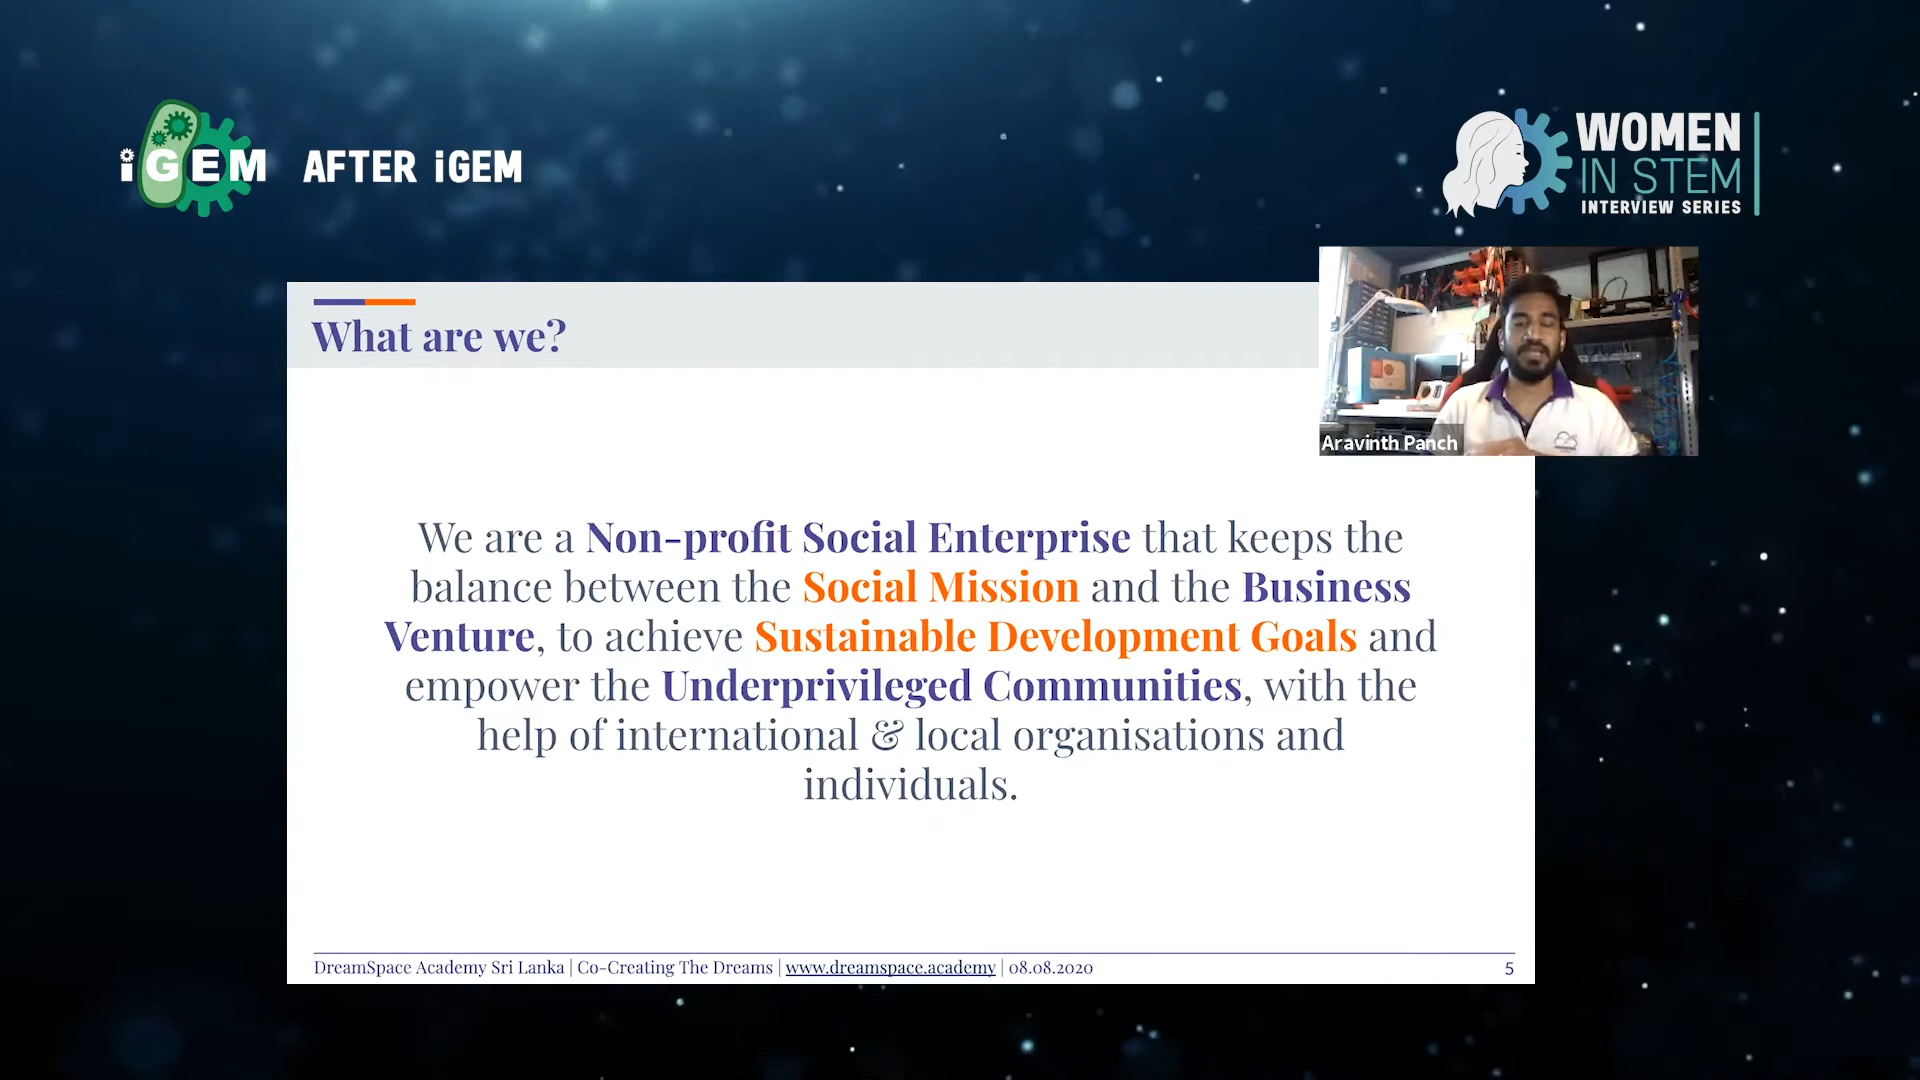 iGEM AFTER iGEM
WOMEN
IN STEM
INTERVIEW SERIES
What are we?
Aravinth Panch
We are a Non-profit Social Enterprise that keeps the
balance between the Social Mission and the Business
Venture, to achieve Sustainable Development Goals and
empower the Underprivileged Communities, with the
help of international & local organisations and
individuals.
DreamSpace Academy Sri Lanka | Co-Creating The Dreams | www.dreamspace.academy | 08.08.2020
5